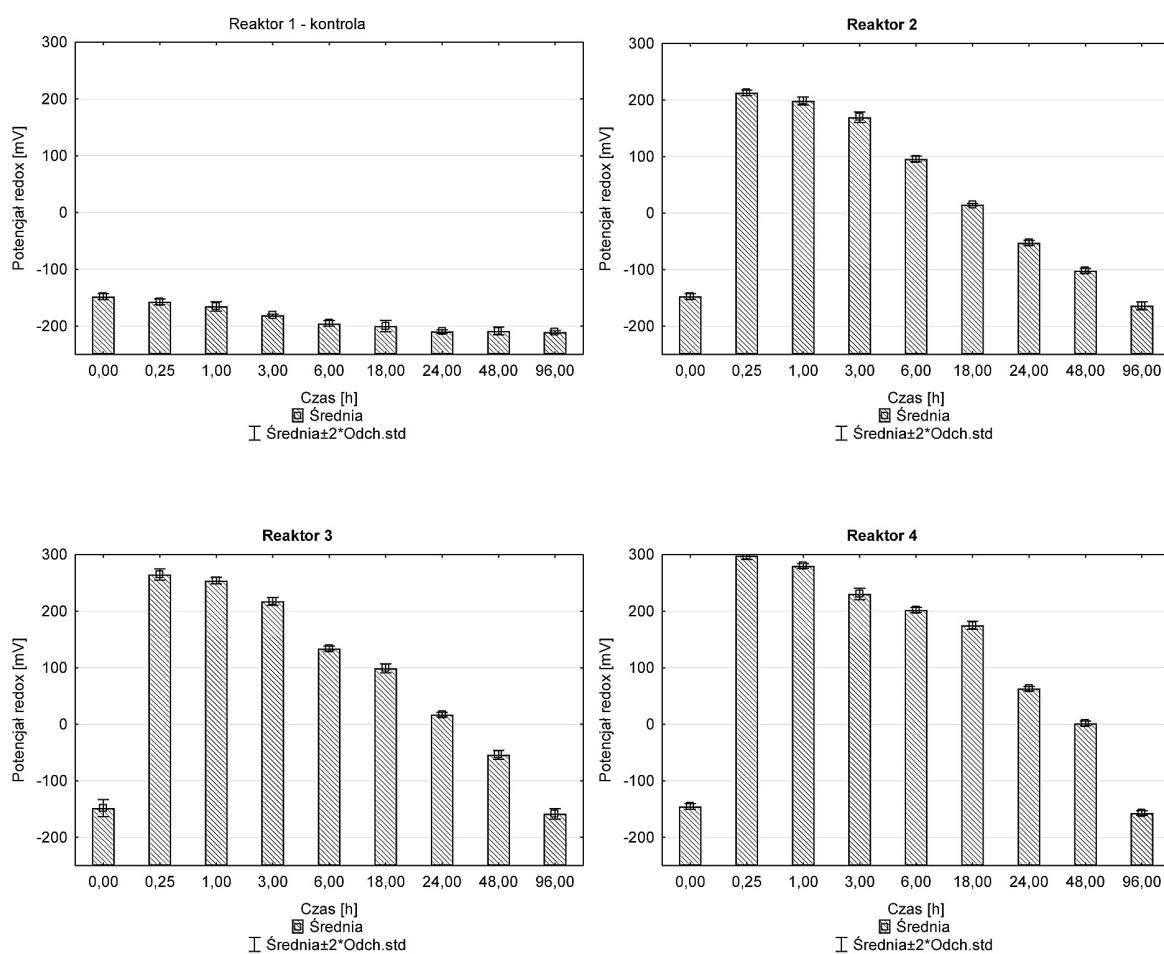 Reaktor 1 - kontrola
300
200
100
0
-100
-200
Potencjał redox [mV]
0,00 0,25 1,00 3,00 6,00 18,00 24,00 48,00 96,00
Czas [h]
Średnia
Średnia±2*Odch.std
Reaktor 2
300
200
100
0
-100
-200
Potencjał redox [mV]
0,00 0,25 1,00 3,00 6,00 18,00 24,00 48,00 96,00
Czas [h]
Średnia
Średnia±2*Odch.std
Reaktor 3
300
200
100
0
-100
-200
Potencjał redox [mV]
0,00 0,25 1,00 3,00 6,00 18,00 24,00 48,00 96,00
Czas [h]
Średnia
Średnia±2*Odch.std
Reaktor 4
300
200
100
0
-100
-200
Potencjał redox [mV]
0,00 0,25 1,00 3,00 6,00 18,00 24,00 48,00 96,00
Czas [h]
Średnia
Średnia±2*Odch.std